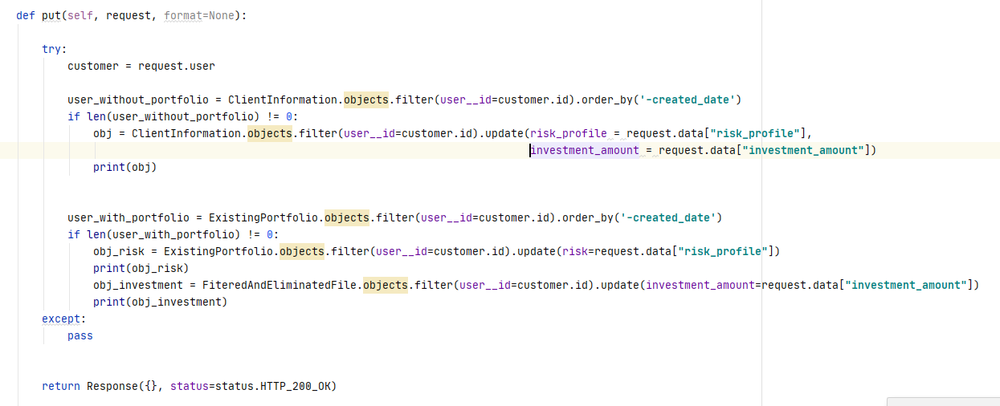 def put(self, request, format=None):
try:
customer = request.user
user_without_portfolio = ClientInformation.objects.filter(user__id=customer.id).order_by('-created_date')
if len(user_without_portfolio) != 0:
obj = ClientInformation.objects.filter(user__id=customer.id).update(risk_profile = request.data["risk_profile"],
investment_amount = request.data["investment_amount"])
print(obj)
user_with_portfolio = ExistingPortfolio.objects.filter(user__id=customer.id).order_by('-created_date')
if len(user_with_portfolio) != 0:
obj_risk = ExistingPortfolio.objects.filter(user__id=customer.id).update(risk=request.data["risk_profile"])
print(obj_risk)
obj_investment = FiteredAndEliminatedFile.objects.filter(user__id=customer.id).update(investment_amount=request.data["investment_amount"])
print(obj_investment)
except:
pass
return Response({}, status=status.HTTP_200_OK)